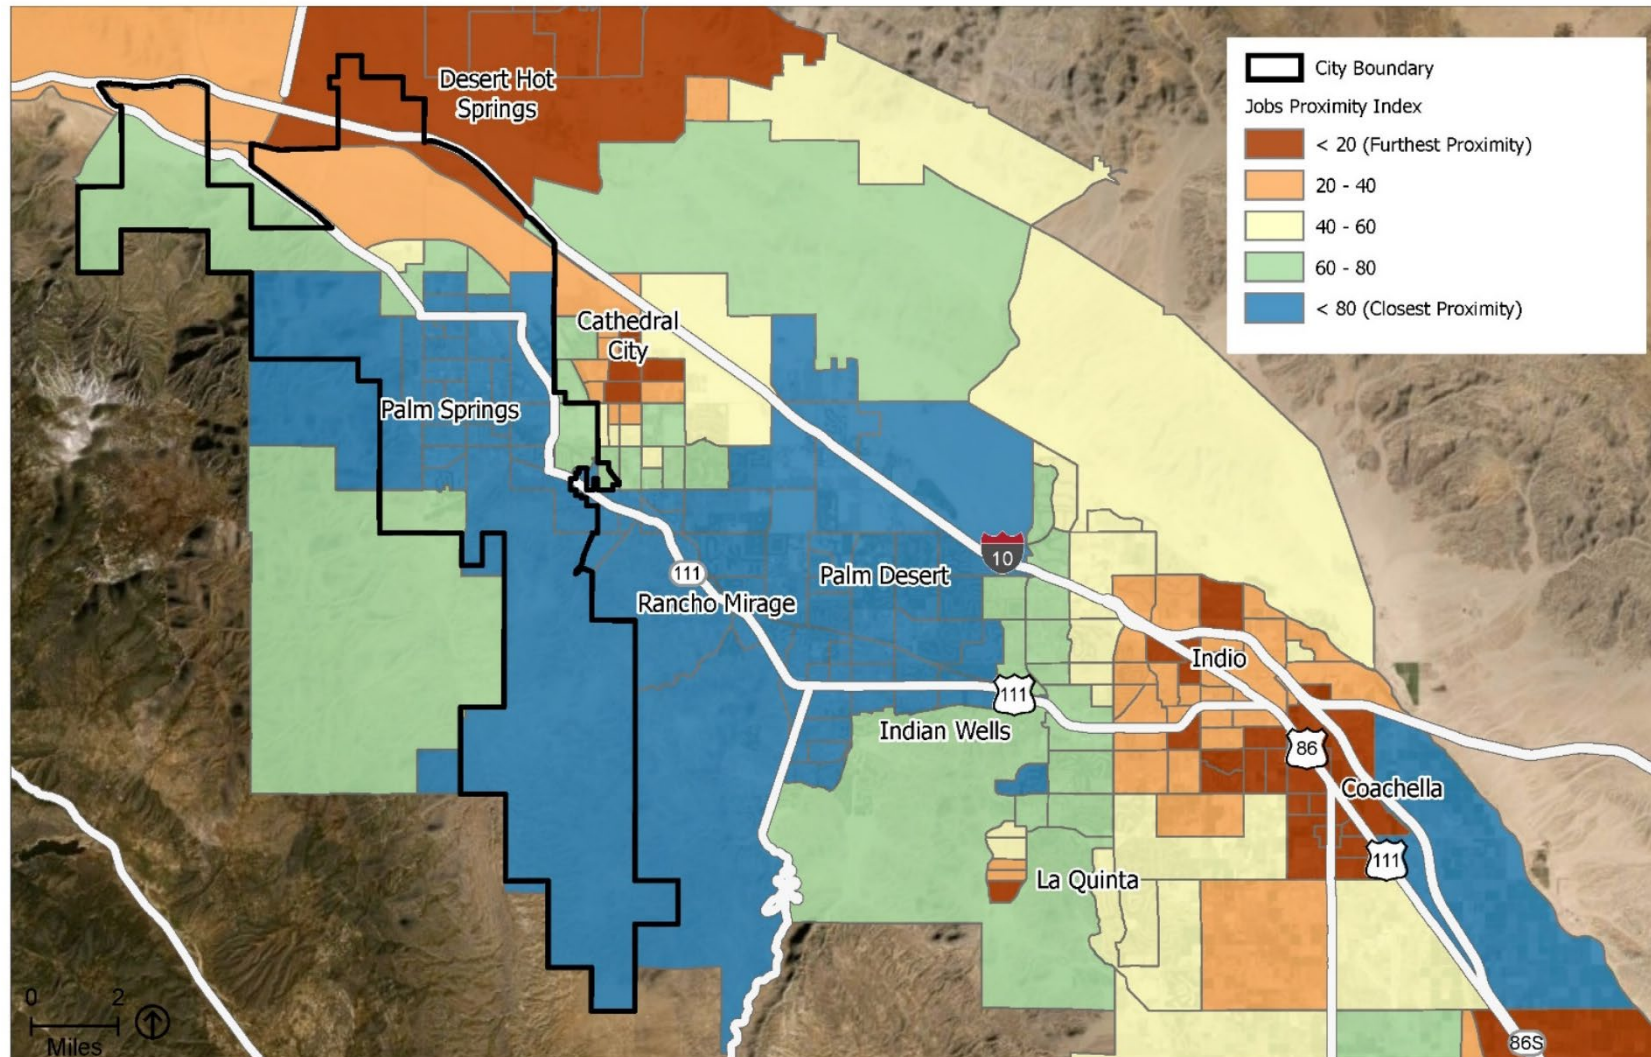 City Boundary
Jobs Proximity Index
< 20 (Furthest Proximity)
20 - 40
40 - 60
60 - 80
< 80 (Closest Proximity)
Desert Hot
Springs
Cathedral
City
Palm Springs
10
111
Palm Desert
Rancho Mirage
Indio
111
Indian Wells
86
Coachella
111
La Quinta
0 2
Miles
86S